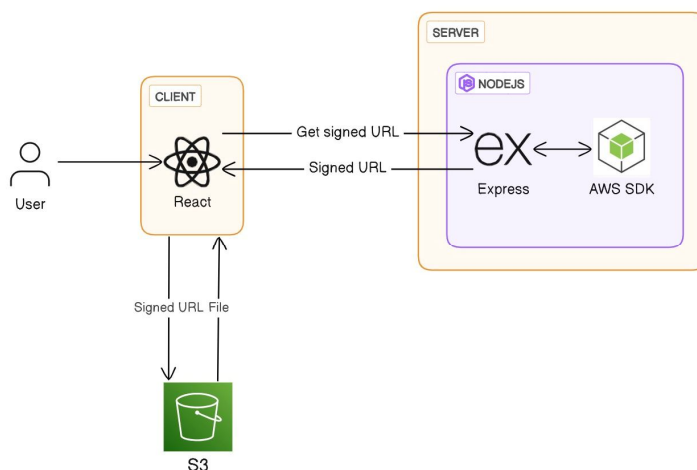 SERVER
NODEJS
CLIENT
Get signed URL
ex
Signed URL
User
React
Express
AWS SDK
Signed URL
File
S3